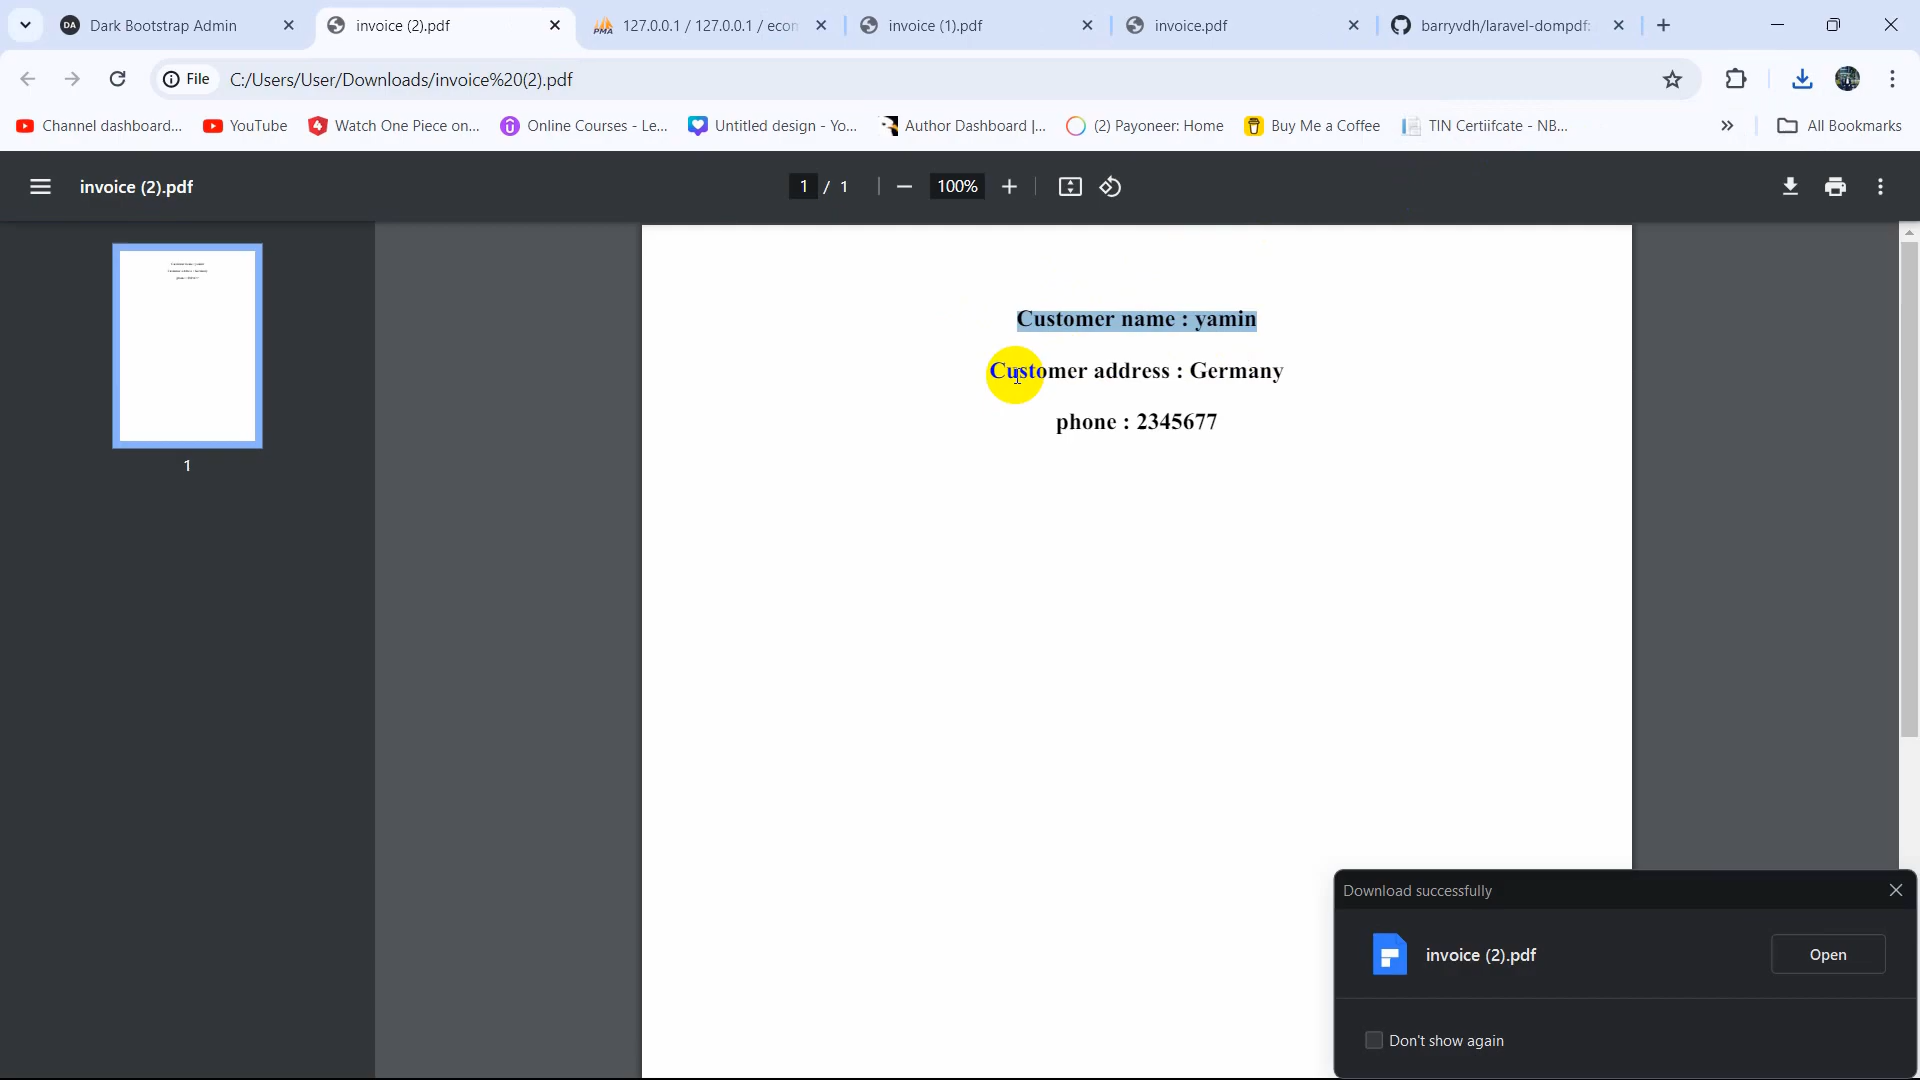 Dark Bootstrap Admin
invoice (2).pdf
127.0.0.1 / 127.0.0.1 / econ
invoice (1).pdf
invoice.pdf
barryvdh/laravel-dompdf:
File
C:/Users/User/Downloads/invoice%20(2).pdf
Channel dashboard...
YouTube
Watch One Piece on...
Online Courses - Le...
Untitled design - Yo...
Author Dashboard |...
(2) Payoneer: Home
Buy Me a Coffee
TIN Certiifcate - NB...
All Bookmarks
invoice (2).pdf
1 / 1
100%
1
Customer name : yamin
Customer address : Germany
phone : 2345677
Download successfully
invoice (2).pdf
Open
Don't show again